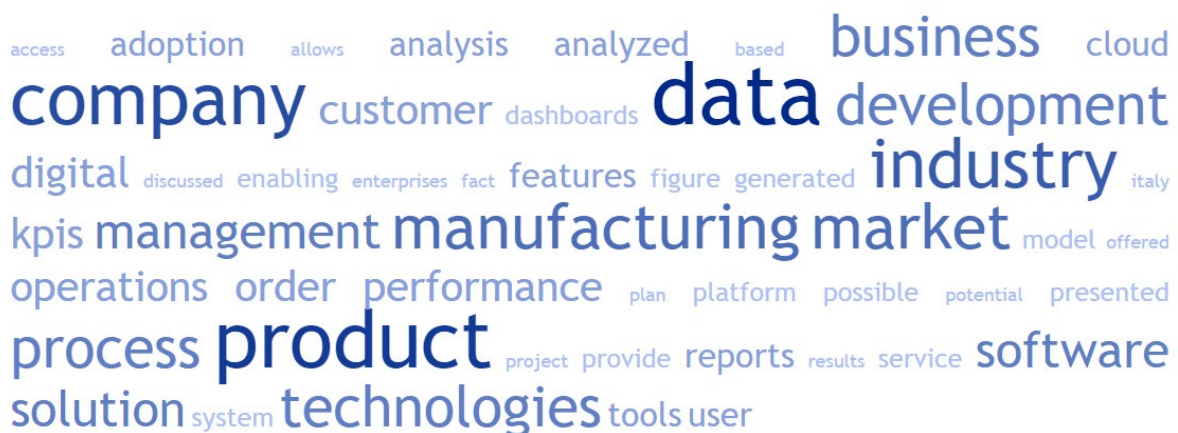 access adoption allows analysis analyzed based business cloud
company customer dashboards data development
digital discussed enabling enterprises fact features figure generated industry italy
kpis management manufacturing market model offered
operations order performance plan platform possible potential presented
process product project provide reports results service software
solution system technologies tools user